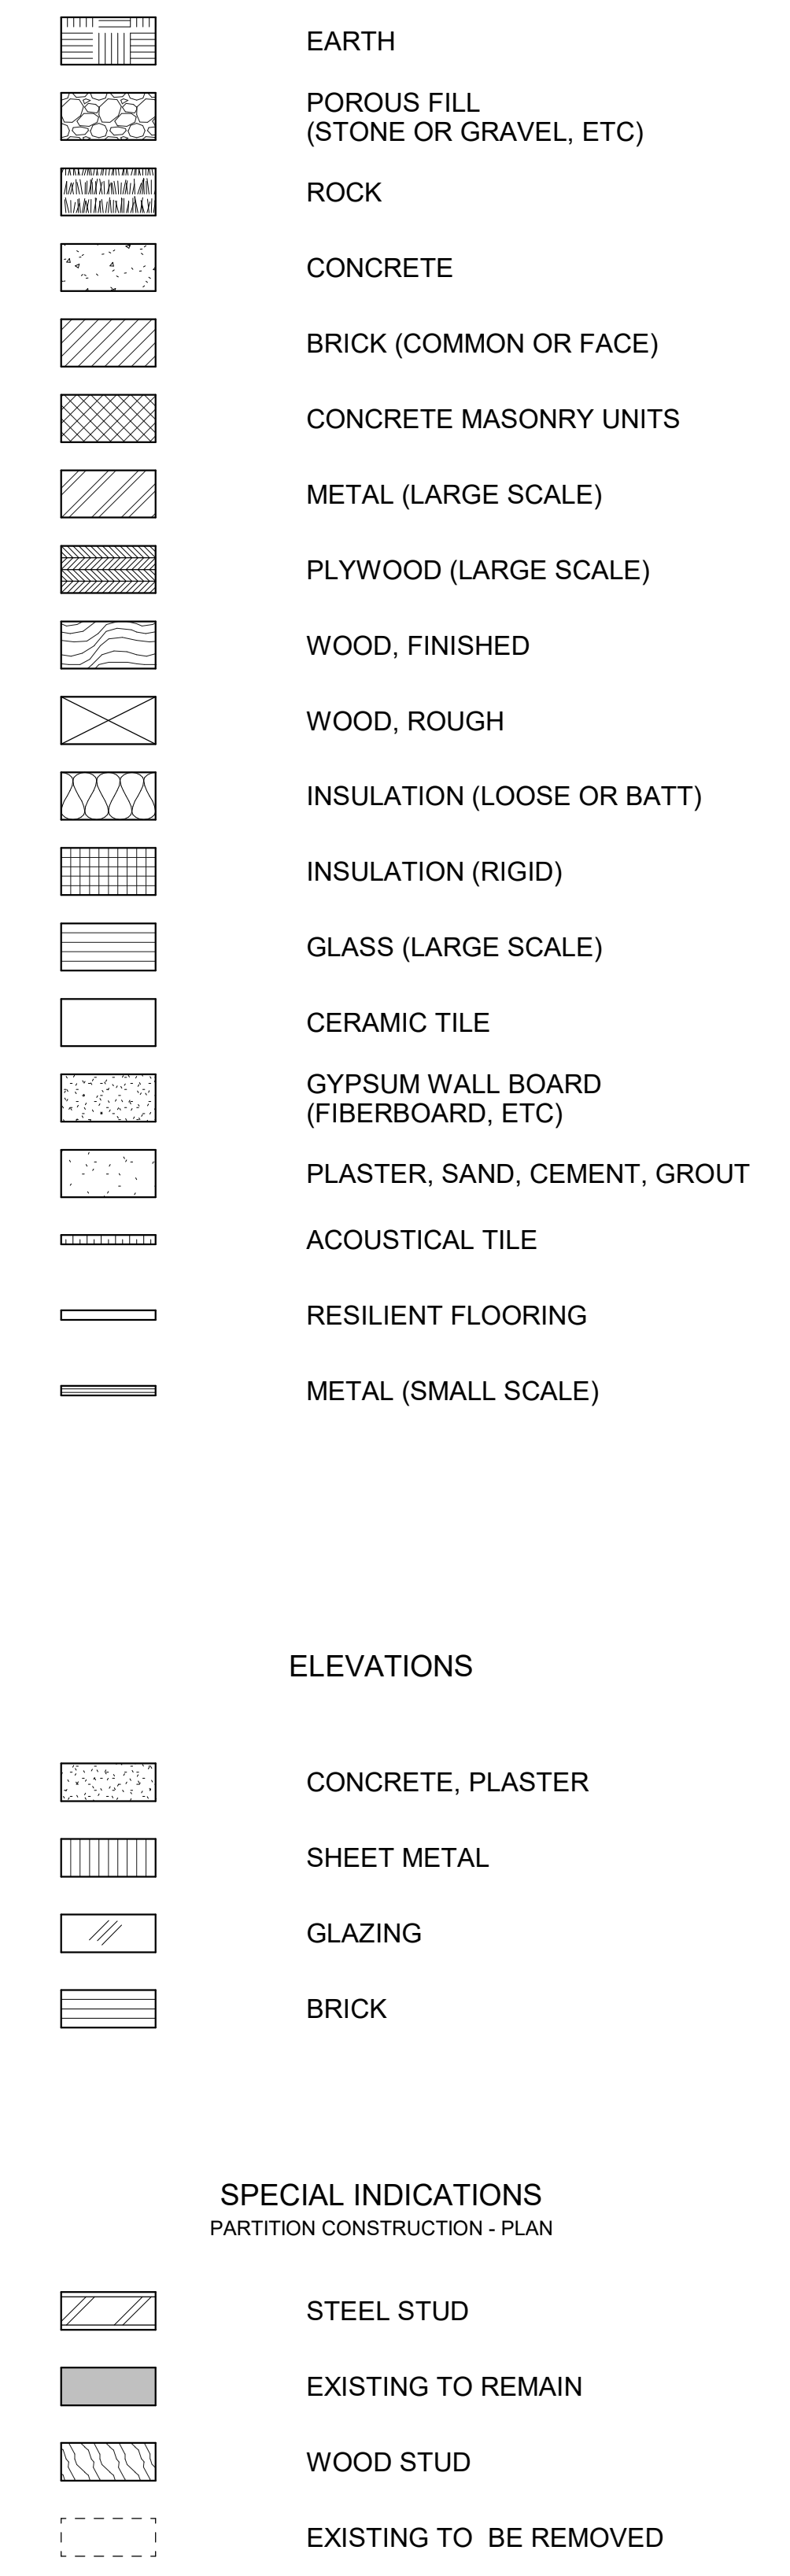 EARTH
POROUS FILL
(STONE OR GRAVEL, ETC)
ROCK
CONCRETE
BRICK (COMMON OR FACE)
CONCRETE MASONRY UNITS
METAL (LARGE SCALE)
PLYWOOD (LARGE SCALE)
WOOD, FINISHED
WOOD, ROUGH
INSULATION (LOOSE OR BATT)
INSULATION (RIGID)
GLASS (LARGE SCALE)
CERAMIC TILE
GYPSUM WALL BOARD
(FIBERBOARD, ETC)
PLASTER, SAND, CEMENT, GROUT
ACOUSTICAL TILE
RESILIENT FLOORING
METAL (SMALL SCALE)
ELEVATIONS
CONCRETE, PLASTER
SHEET METAL
GLAZING
BRICK
SPECIAL INDICATIONS
PARTITION CONSTRUCTION - PLAN
STEEL STUD
EXISTING TO REMAIN
WOOD STUD
EXISTING TO  BE REMOVED